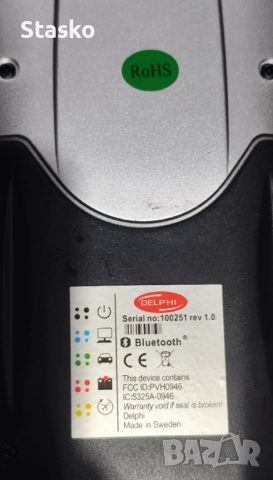 Stasko
RoHS
DELPHI
Serial no:100251 rev 1.0
Bluetooth®
CE
This device contains
FCC ID:PVH0946
IC:5325A-0946
Warranty void if seal is broken!
Delphi
Made in Sweden
BAZAR